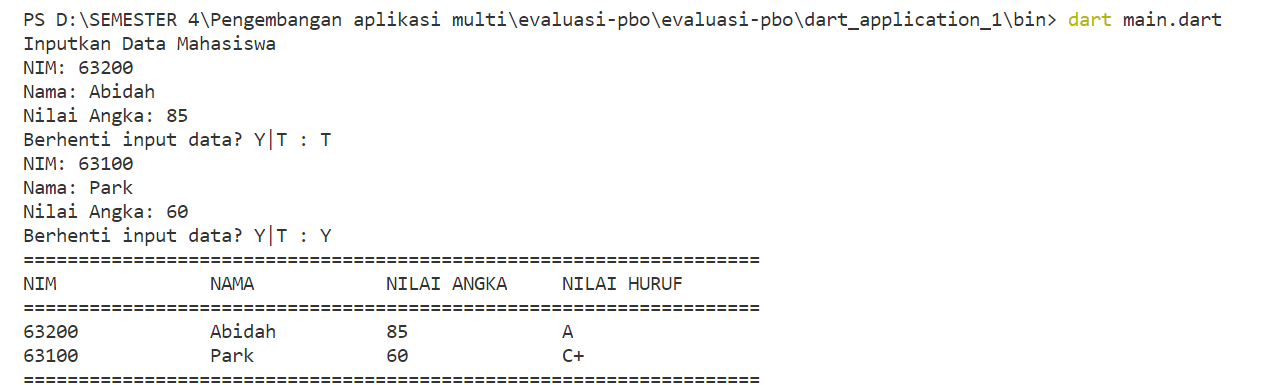 PS D:\SEMESTER 4\Pengembangan aplikasi multi\evaluasi-pbo\evaluasi-pbo\dart_application_1\bin> dart main.dart
Inputkan Data Mahasiswa
NIM: 63200
Nama: Abidah
Nilai Angka: 85
Berhenti input data? Y|T : T
NIM: 63100
Nama: Park
Nilai Angka: 60
Berhenti input data? Y|T : Y
===================================================================
NIM              NAMA            NILAI ANGKA     NILAI HURUF
===================================================================
63200            Abidah          85              A
63100            Park            60              C+
===================================================================